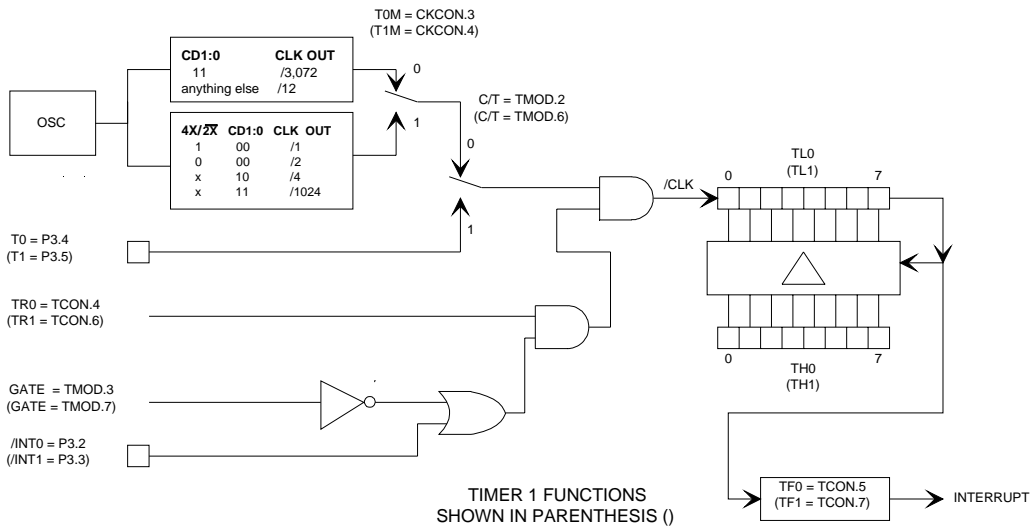 T0M = CKCON.3
(T1M = CKCON.4)
CD1:0 CLK OUT
11 /3,072
anything else /12
0
OSC
C/T = TMOD.2
(C/T = TMOD.6)
1
4X/2X CD1:0 CLK OUT
1 00 /1
0 00 /2
x 10 /4
x 11 /1024
0
TL0
(TL1)
/CLK
0 7
1
T0 = P3.4
(T1 = P3.5)
TR0 = TCON.4
(TR1 = TCON.6)
0 7
TH0
(TH1)
GATE = TMOD.3
(GATE = TMOD.7)
/INT0 = P3.2
(/INT1 = P3.3)
TF0 = TCON.5
(TF1 = TCON.7)
INTERRUPT
TIMER 1 FUNCTIONS
SHOWN IN PARENTHESIS ()